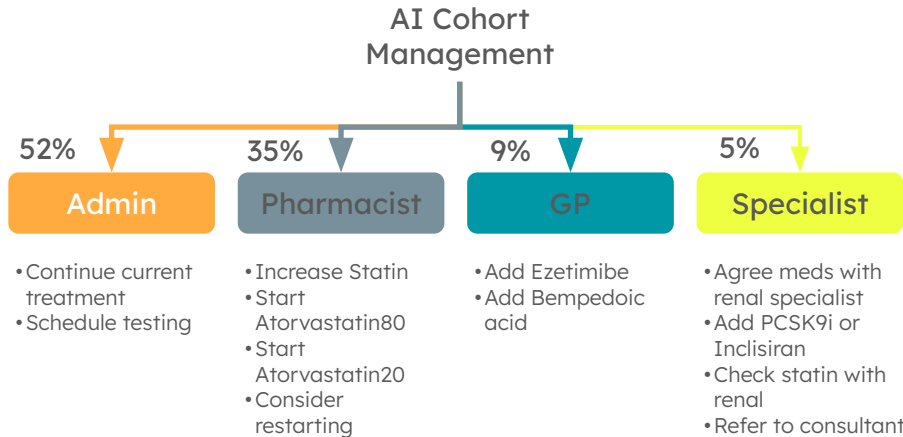 AI Cohort
Management
52%
35%
9%
5%
Admin
Pharmacist
GP
Specialist
• Continue current
treatment
• Schedule testing
• Increase Statin
• Start
Atorvastatin80
• Start
Atorvastatin20
• Consider
restarting
• Add Ezetimibe
• Add Bempedoic
acid
• Agree meds with
renal specialist
• Add PCSK9i or
Inclisiran
• Check statin with
renal
• Refer to consultant